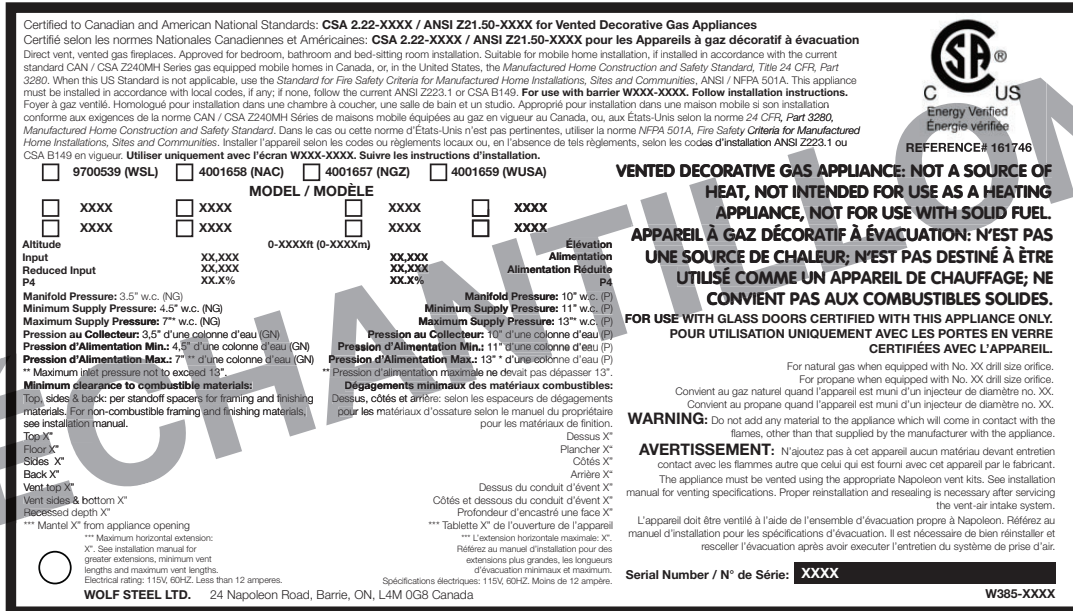 Certified to Canadian and American National Standards: CSA 2.22-XXXX / ANSI Z21.50-XXXX for Vented Decorative Gas Appliances
Certifié selon les normes Nationales Canadiennes et Américaines: CSA 2.22-XXXX / ANSI Z21.50-XXXX pour les Appareils à gaz décoratif à évacuation
Direct vent, vented gas fireplaces. Approved for bedroom, bathroom and bed-sitting room installation. Suitable for mobile home installation, if installed in accordance with the current
standard CAN / CSA Z240MH Series gas equipped mobile homes in Canada, or, in the United States, the Manufactured Home Construction and Safety Standard, Title 24 CFR, Part
3280. When this US Standard is not applicable, use the Standard for Fire Safety Criteria for Manufactured Home Installations, Sites and Communities, ANSI / NFPA 501A. This appliance
must be installed in accordance with local codes, if any; if none, follow the current ANSI Z223.1 or CSA B149. For use with barrier WXXX-XXXX. Follow installation instructions.
Foyer à gaz ventilé. Homologué pour installation dans une chambre à coucher, une salle de bain et un studio. Approprié pour installation dans une maison mobile si son installation
conforme aux exigences de la norme CAN / CSA Z240MH Séries de maisons mobile équipées au gaz en vigueur au Canada, ou, aux États-Unis selon la norme 24 CFR, Part 3280,
Manufactured Home Construction and Safety Standard. Dans le cas ou cette norme d'États-Unis n'est pas pertinentes, utiliser la norme NFPA 501A, Fire Safety Criteria for Manufactured
Home Installations, Sites and Communities. Installer l'appareil selon les codes ou règlements locaux ou, en l'absence de tels règlements, selon les codes d'installation ANSI Z223.1 ou
CSA B149 en vigueur. Utiliser uniquement avec l'écran WXXX-XXXX. Suivre les instructions d'installation.
CSA ®
C US
Energy Verified
Énergie vérifiée
REFERENCE# 161746
9700539 (WSL) 4001658 (NAC) 4001657 (NGZ) 4001659 (WUSA)
MODEL / MODÈLE
XXXX XXXX XXXX XXXX
XXXX XXXX XXXX XXXX
Altitude 0-XXXXft (0-XXXXm) Élévation
Input XX,XXX XX,XXX Alimentation
Reduced Input XX,XXX XX,XXX Alimentation Réduite
P4 XX.X% XX.X% P4
Manifold Pressure: 3.5" w.c. (NG) Manifold Pressure: 10" w.c. (P)
Minimum Supply Pressure: 4.5" w.c. (NG) Minimum Supply Pressure: 11" w.c. (P)
Maximum Supply Pressure: 7"* w.c. (NG) Maximum Supply Pressure: 13"* w.c. (P)
Pression au Collecteur: 3,5" d'une colonne d'eau (GN) Pression au Collecteur: 10" d'une colonne d'eau (P)
Pression d'Alimentation Min.: 4,5" d'une colonne d'eau (GN) Pression d'Alimentation Min.: 11" d'une colonne d'eau (P)
Pression d'Alimentation Max.: 7" ** d'une colonne d'eau (GN) Pression d'Alimentation Max.: 13" * d'une colonne d'eau (P)
** Maximum inlet pressure not to exceed 13". ** Pression d'alimentation maximale ne devait pas dépasser 13".
Minimum clearance to combustible materials: Dégagements minimaux des matériaux combustibles:
Top, sides & back: per standoff spacers for framing and finishing Dessus, côtés et arrière: selon les espaceurs de dégagements
materials. For non-combustible framing and finishing materials, pour les matériaux d'ossature selon le manuel du propriétaire
see installation manual. pour les matériaux de finition.
Top X" Dessus X"
Floor X" Plancher X"
Sides X" Côtés X"
Back X" Arrière X"
Vent top X" Dessus du conduit d'évent X"
Vent sides & bottom X" Côtés et dessous du conduit d'évent X"
Recessed depth X" Profondeur d'encastré une face X"
*** Mantel X" from appliance opening *** Tablette X" de l'ouverture de l'appareil
*** Maximum horizontal extension: *** L'extension horizontale maximale: X".
X". See installation manual for Référez au manuel d'installation pour des
greater extensions, minimum vent extensions plus grandes, les longueurs
lengths and maximum vent lengths. d'évacuation minimaux et maximum.
Electrical rating: 115V, 60HZ. Less than 12 amperes. Spécifications électriques: 115V, 60HZ. Moins de 12 ampère.
WOLF STEEL LTD. 24 Napoleon Road, Barrie, ON, L4M 0G8 Canada
VENTED DECORATIVE GAS APPLIANCE: NOT A SOURCE OF
HEAT, NOT INTENDED FOR USE AS A HEATING
APPLIANCE, NOT FOR USE WITH SOLID FUEL.
APPAREIL À GAZ DÉCORATIF À ÉVACUATION: N'EST PAS
UNE SOURCE DE CHALEUR; N'EST PAS DESTINÉ À ÈTRE
UTILISÉ COMME UN APPAREIL DE CHAUFFAGE; NE
CONVIENT PAS AUX COMBUSTIBLES SOLIDES.
FOR USE WITH GLASS DOORS CERTIFIED WITH THIS APPLIANCE ONLY.
POUR UTILISATION UNIQUEMENT AVEC LES PORTES EN VERRE
CERTIFIÉES AVEC L'APPAREIL.
For natural gas when equipped with No. XX drill size orifice.
For propane when equipped with No. XX drill size orifice.
Convient au gaz naturel quand l'appareil est muni d'un injecteur de diamètre no. XX.
Convient au propane quand l'appareil est muni d'un injecteur de diamètre no. XX.
WARNING: Do not add any material to the appliance which will come in contact with the
flames, other than that supplied by the manufacturer with the appliance.
AVERTISSEMENT: N'ajoutez pas à cet appareil aucun matériau devant entretien
contact avec les flammes autre que celui qui est fourni avec cet appareil par le fabricant.
The appliance must be vented using the appropriate Napoleon vent kits. See installation
manual for venting specifications. Proper reinstallation and resealing is necessary after servicing
the vent-air intake system.
L'appareil doit être ventilé à l'aide de l'ensemble d'évacuation propre à Napoleon. Référez au
manuel d'installation pour les spécifications d'évacuation. Il est nécessaire de bien réinstaller et
resceller l'évacuation après avoir executer l'entretien du système de prise d'air.
Serial Number / N° de Série: XXXX
W385-XXXX
ÉCHANTILLON